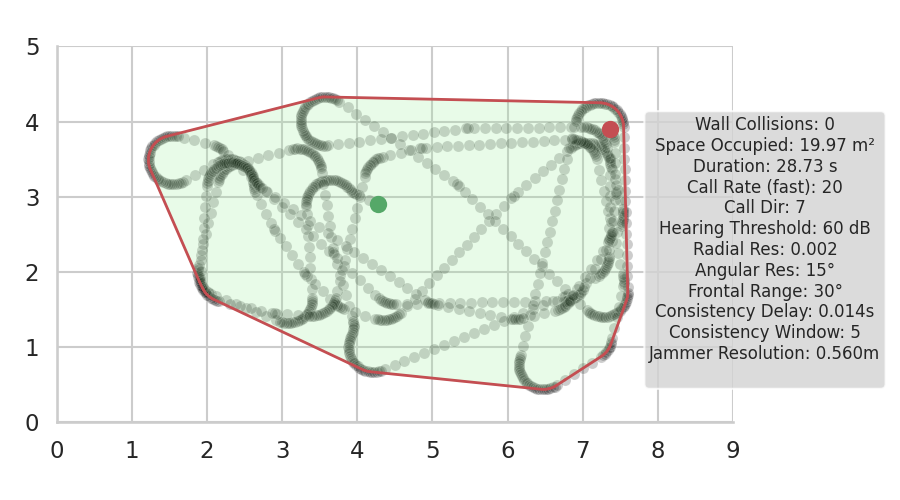 5
4
3
2
1
0
0 1 2 3 4 5 6 7 8 9
Wall Collisions: 0
Space Occupied: 19.97 m²
Duration: 28.73 s
Call Rate (fast): 20
Call Dir: 7
Hearing Threshold: 60 dB
Radial Res: 0.002
Angular Res: 15°
Frontal Range: 30°
Consistency Delay: 0.014s
Consistency Window: 5
Jammer Resolution: 0.560m